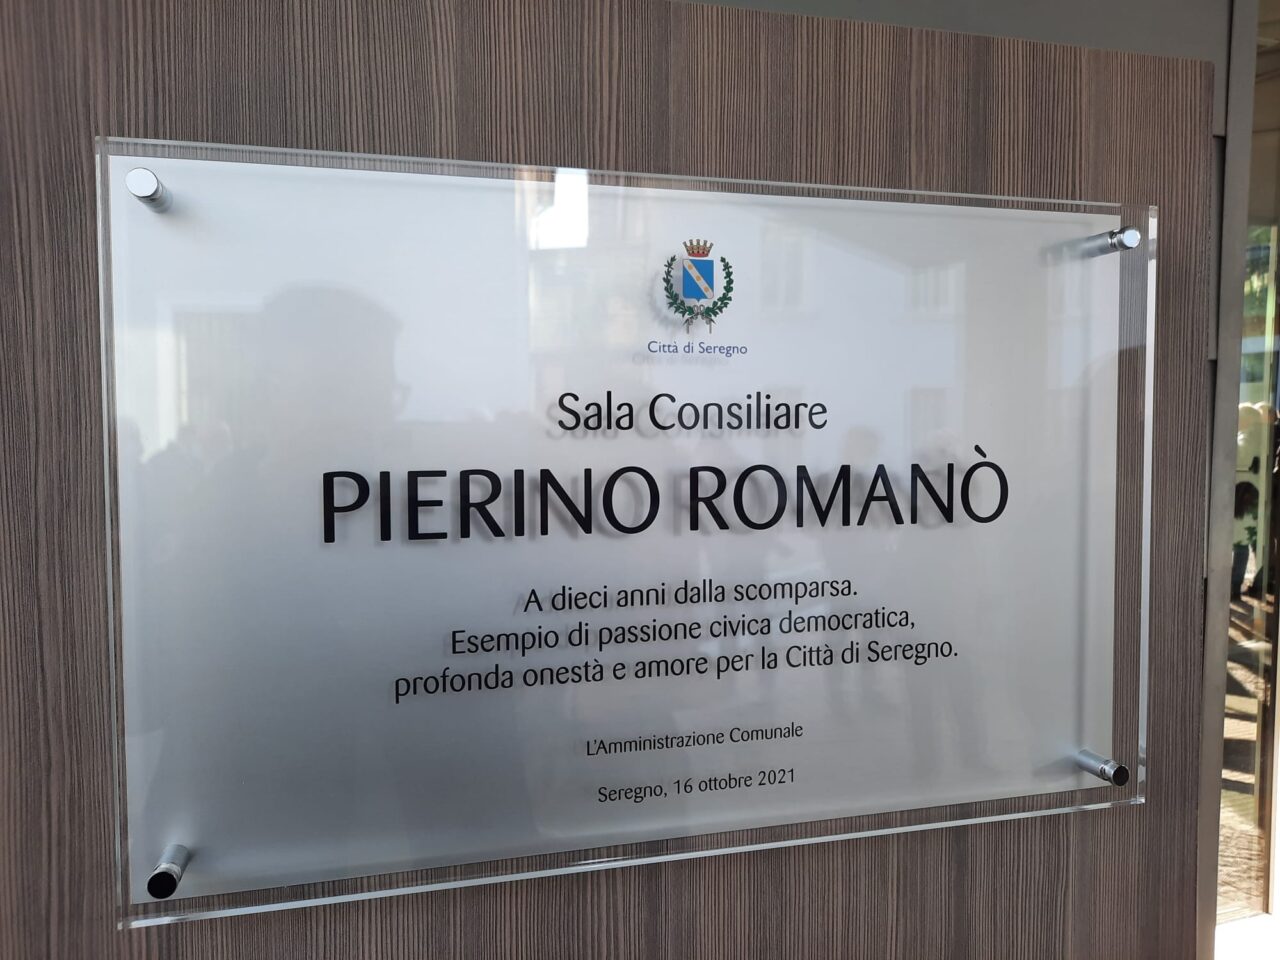 Città di Seregno
Sala Consiliare
PIERINO ROMANÒ
A dieci anni dalla scomparsa.
Esempio di passione civica democratica,
profonda onestà e amore per la Città di Seregno.
L'Amministrazione Comunale
Seregno, 16 ottobre 2021